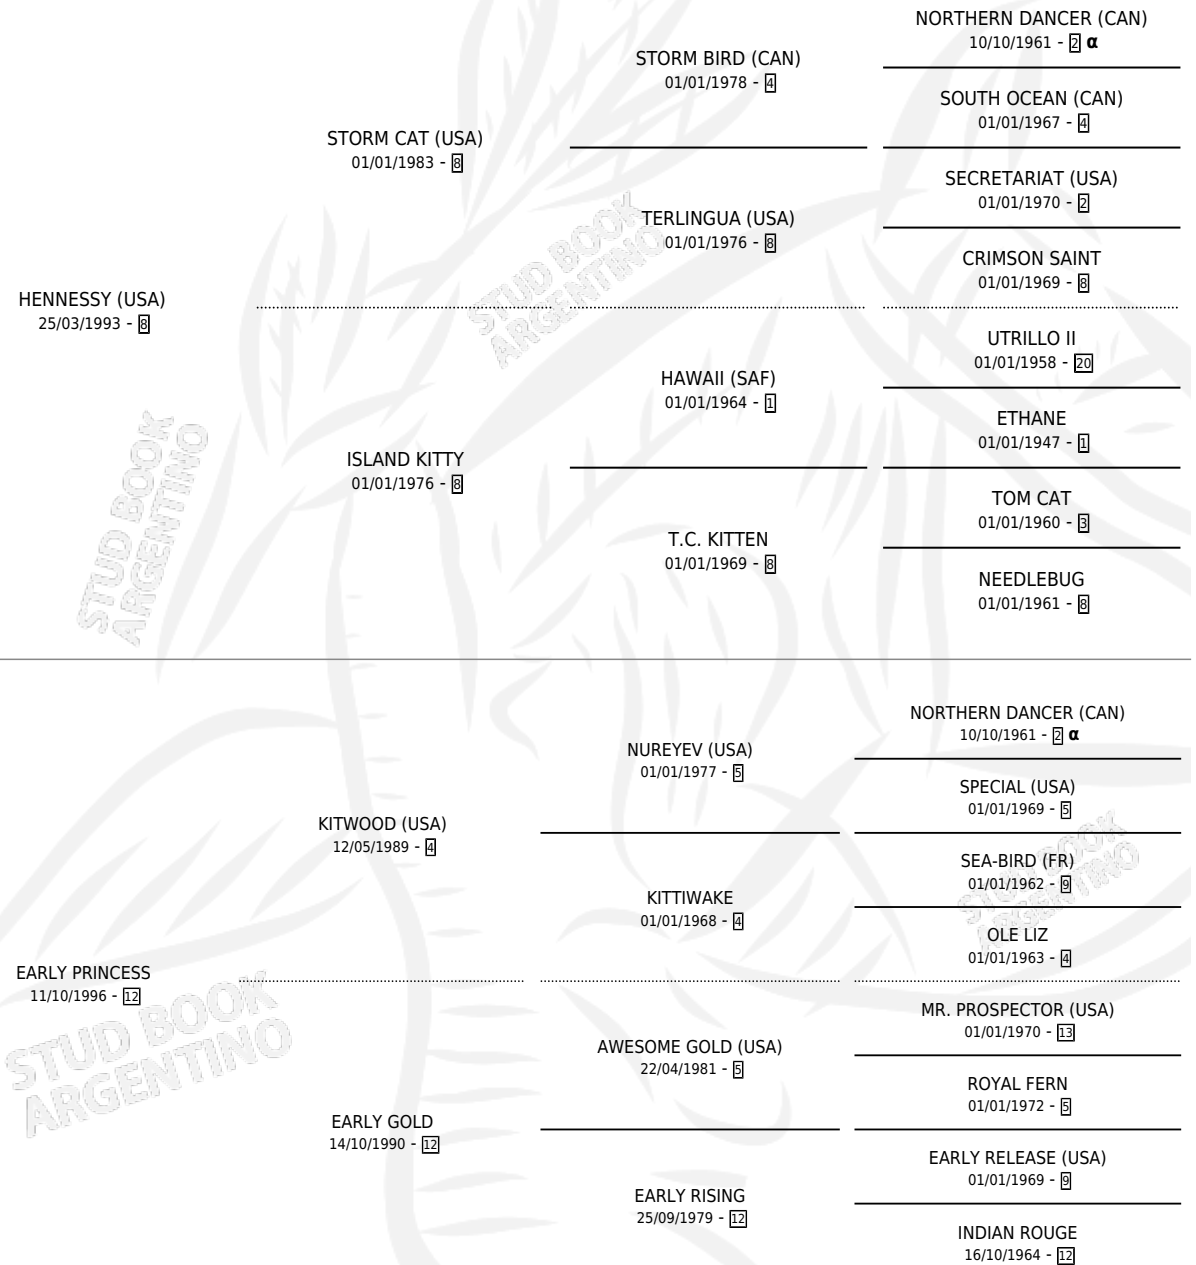 NORTHERN DANCER (CAN)
10/10/1961 - 2 α
STORM BIRD (CAN)
01/01/1978 - 4
SOUTH OCEAN (CAN)
01/01/1967 - 4
STORM CAT (USA)
01/01/1983 - 8
SECRETARIAT (USA)
01/01/1970 - 2
TERLINGUA (USA)
01/01/1976 - 8
CRIMSON SAINT
01/01/1969 - 8
HENNESSY (USA)
25/03/1993 - 8
UTRILLO II
01/01/1958 - 20
HAWAII (SAF)
01/01/1964 - 1
ETHANE
01/01/1947 - 1
ISLAND KITTY
01/01/1976 - 8
TOM CAT
01/01/1960 - 3
T.C. KITTEN
01/01/1969 - 8
NEEDLEBUG
01/01/1961 - 8
NORTHERN DANCER (CAN)
10/10/1961 - 2 α
NUREYEV (USA)
01/01/1977 - 5
SPECIAL (USA)
01/01/1969 - 5
KITWOOD (USA)
12/05/1989 - 4
SEA-BIRD (FR)
01/01/1962 - 9
KITTIWAKE
01/01/1968 - 4
OLE LIZ
01/01/1963 - 4
EARLY PRINCESS
11/10/1996 - 12
MR. PROSPECTOR (USA)
01/01/1970 - 13
AWESOME GOLD (USA)
22/04/1981 - 5
ROYAL FERN
01/01/1972 - 5
EARLY GOLD
14/10/1990 - 12
EARLY RELEASE (USA)
01/01/1969 - 9
EARLY RISING
25/09/1979 - 12
INDIAN ROUGE
16/10/1964 - 12
STUD BOOK
ARGENTINO
STUD BOOK
ARGENTINO
STUD BOOK
ARGENTINO
STUD BOOK
ARGENTINO